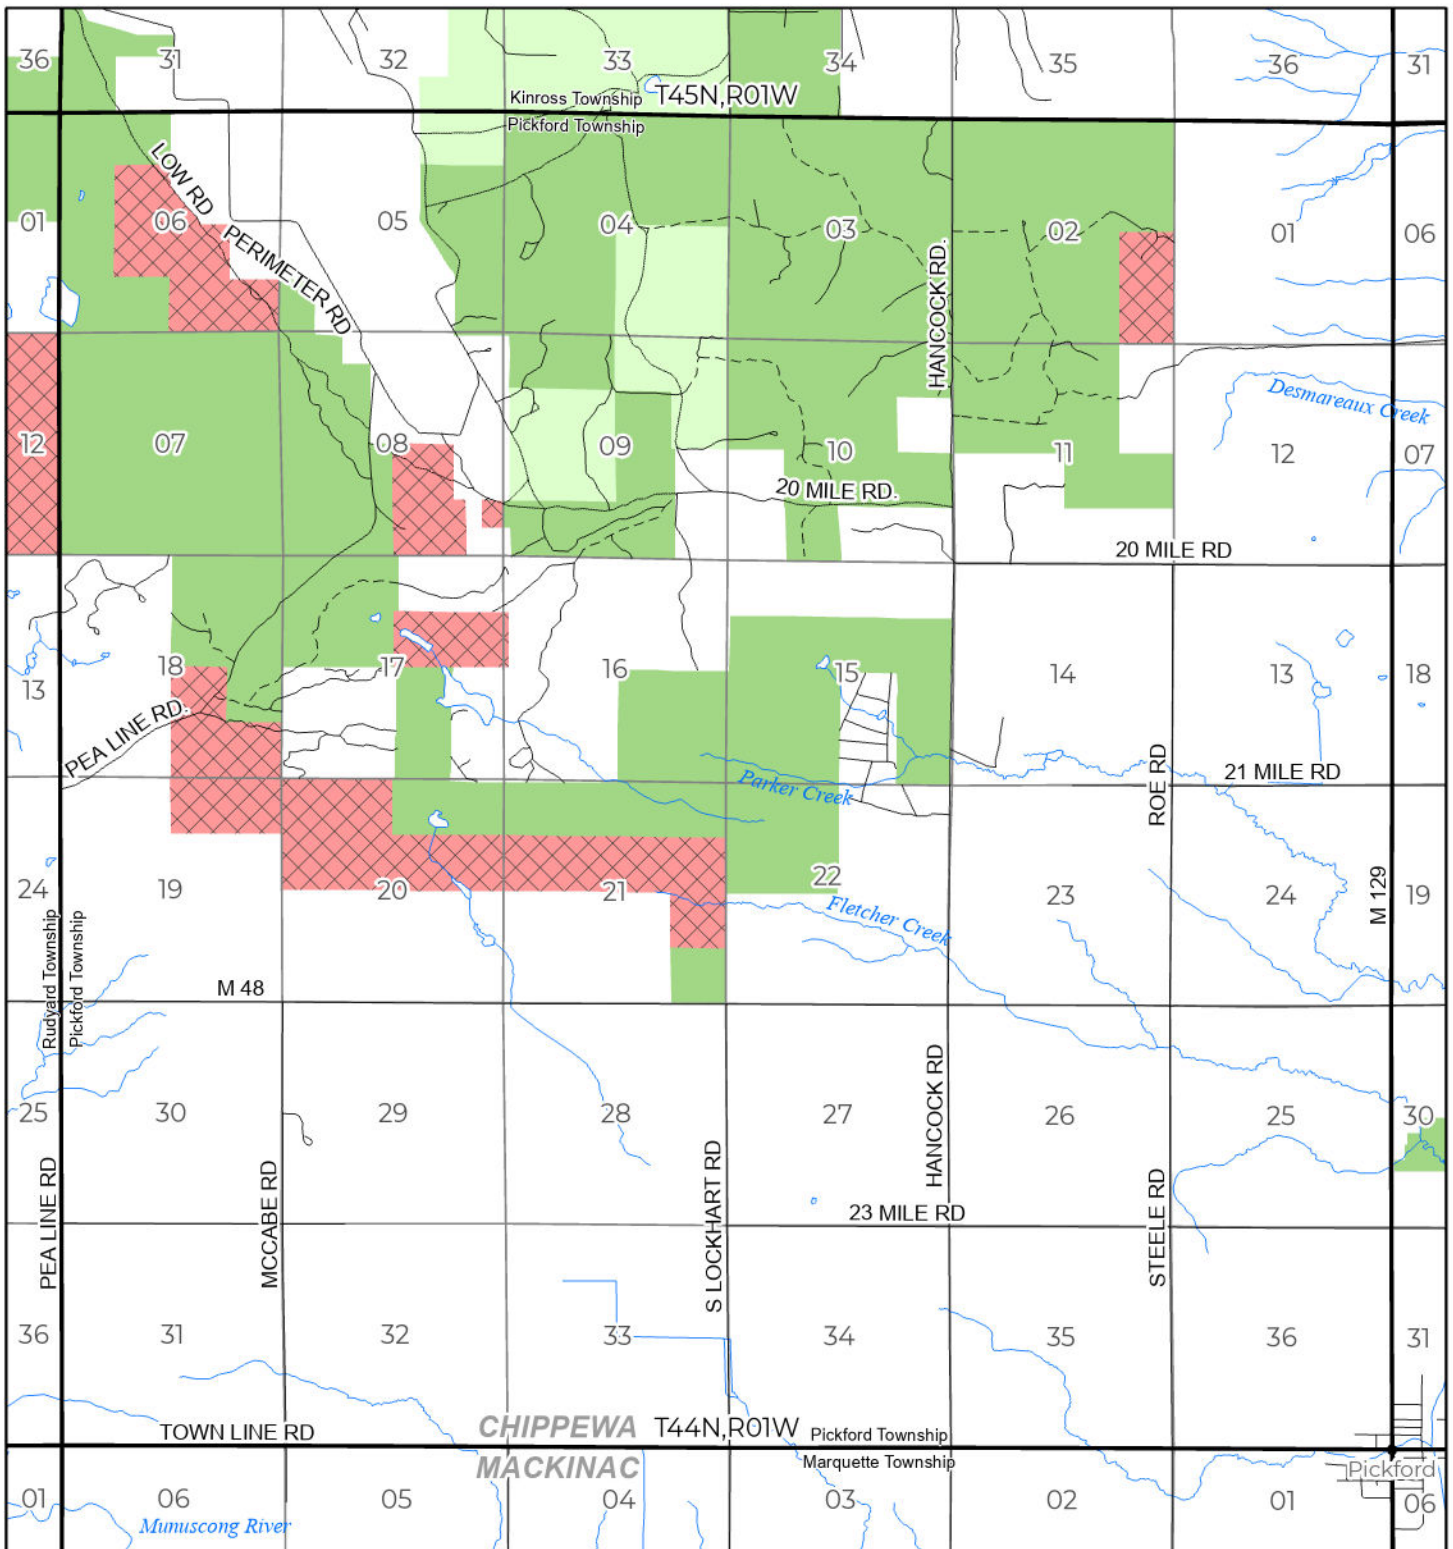 36 31 32 33 34 35 36 31
Kinross Township T45N,R01W
Pickford Township
LOW RD
01 06 05 04 03 02 01 06
PERIMETER RD
HANCOCK RD.
Desmareaux Creek
12 07 08 09 10 11 12 07
20 MILE RD.
20 MILE RD
13 18 17 16 15 14 13 18
PEA LINE RD.
ROE RD
21 MILE RD
Parker Creek
M 129
24 19 20 21 22 23 24 19
Fletcher Creek
Rudyard Township
Pickford Township
M 48
25 30 29 28 27 26 25 30
HANCOCK RD
PEA LINE RD
MCCABE RD
S LOCKHART RD
STEELE RD
23 MILE RD
36 31 32 33 34 35 36 31
TOWN LINE RD
CHIPPEWA T44N,R01W Pickford Township
MACKINAC Marquette Township
Pickford
01 06 05 04 03 02 01 06
Munuscong River